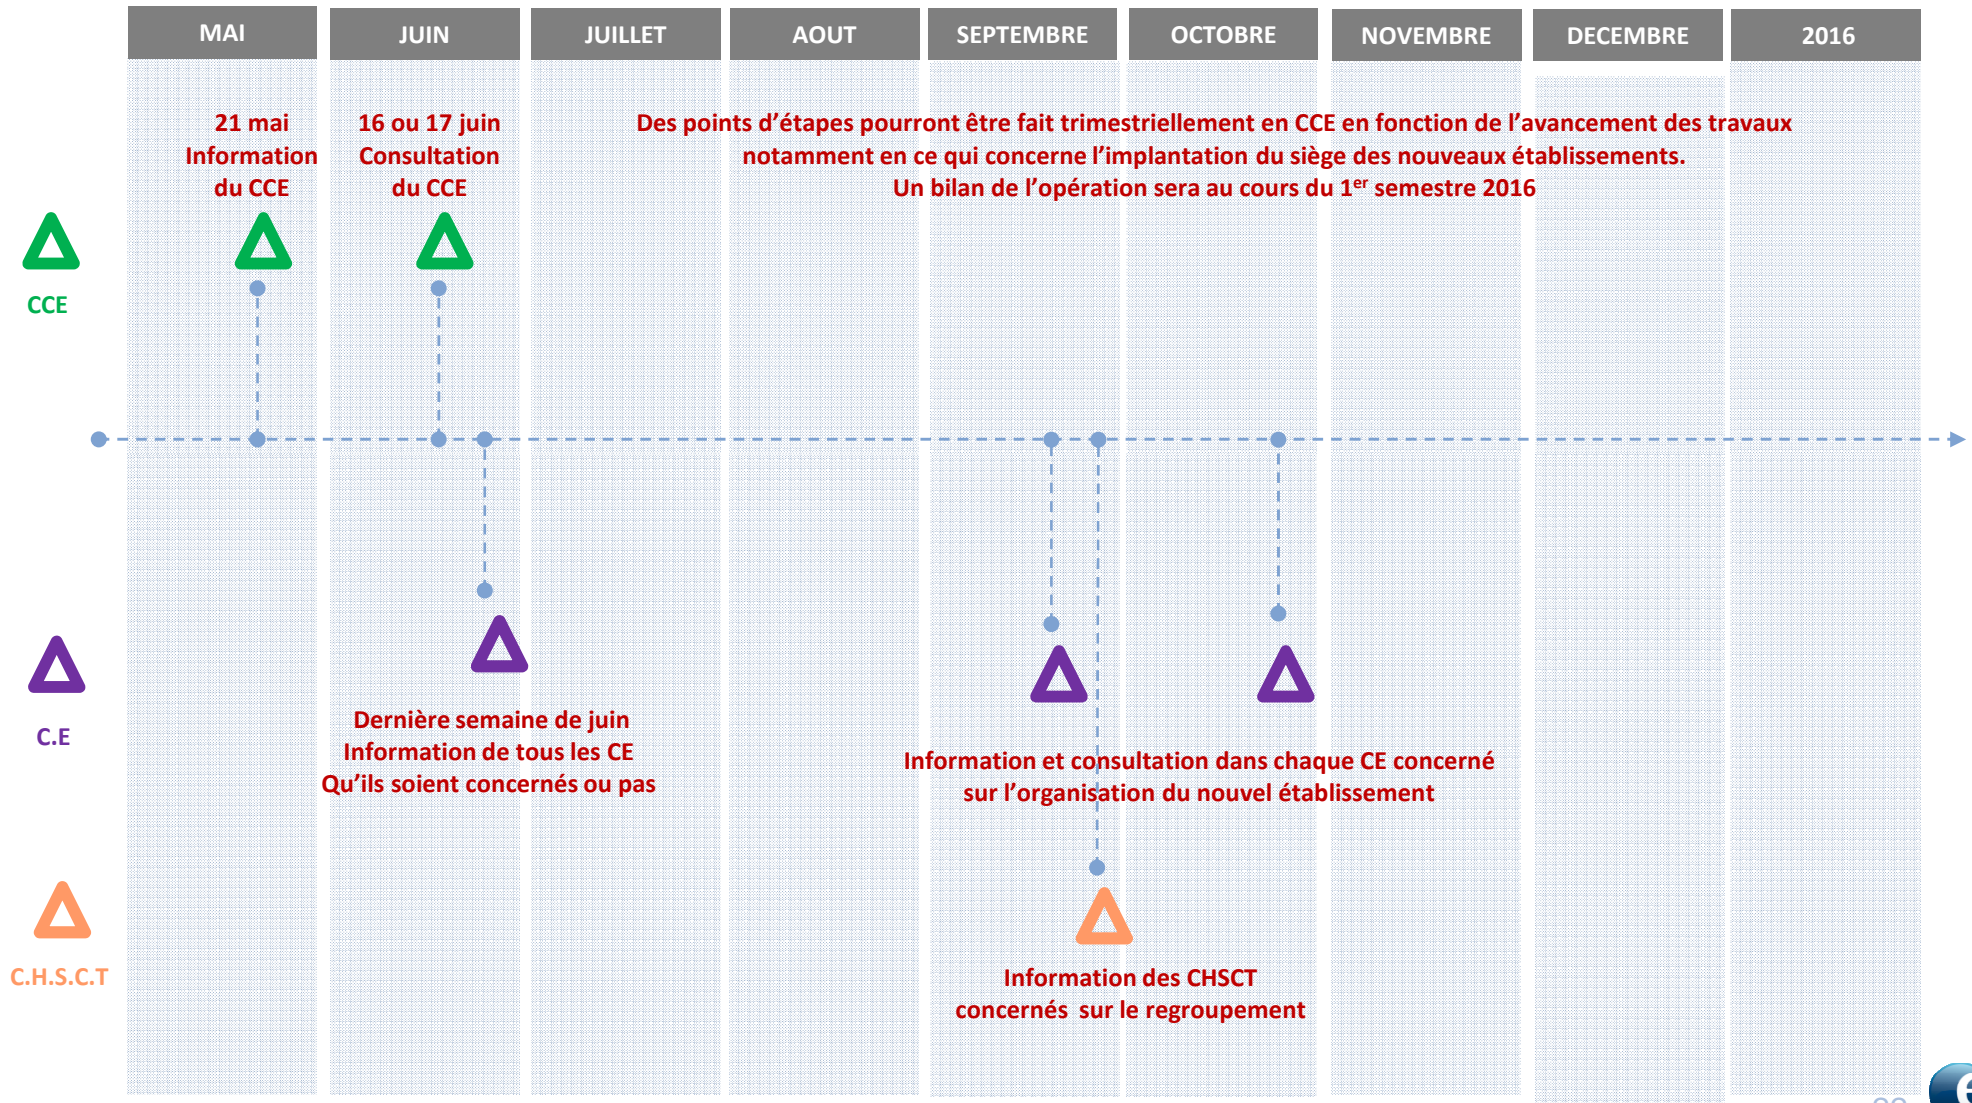 MAI
JUIN
JUILLET
AOUT
SEPTEMBRE
OCTOBRE
NOVEMBRE
DECEMBRE
2016
21 mai
Information
du CCE
16 ou 17 juin
Consultation
du CCE
Des points d’étapes pourront être fait trimestriellement en CCE en fonction de l’avancement des travaux
notamment en ce qui concerne l’implantation du siège des nouveaux établissements.
Un bilan de l’opération sera au cours du 1er semestre 2016
CCE
C.E
Dernière semaine de juin
Information de tous les CE
Qu’ils soient concernés ou pas
Information et consultation dans chaque CE concerné
sur l’organisation du nouvel établissement
C.H.S.C.T
Information des CHSCT
concernés sur le regroupement